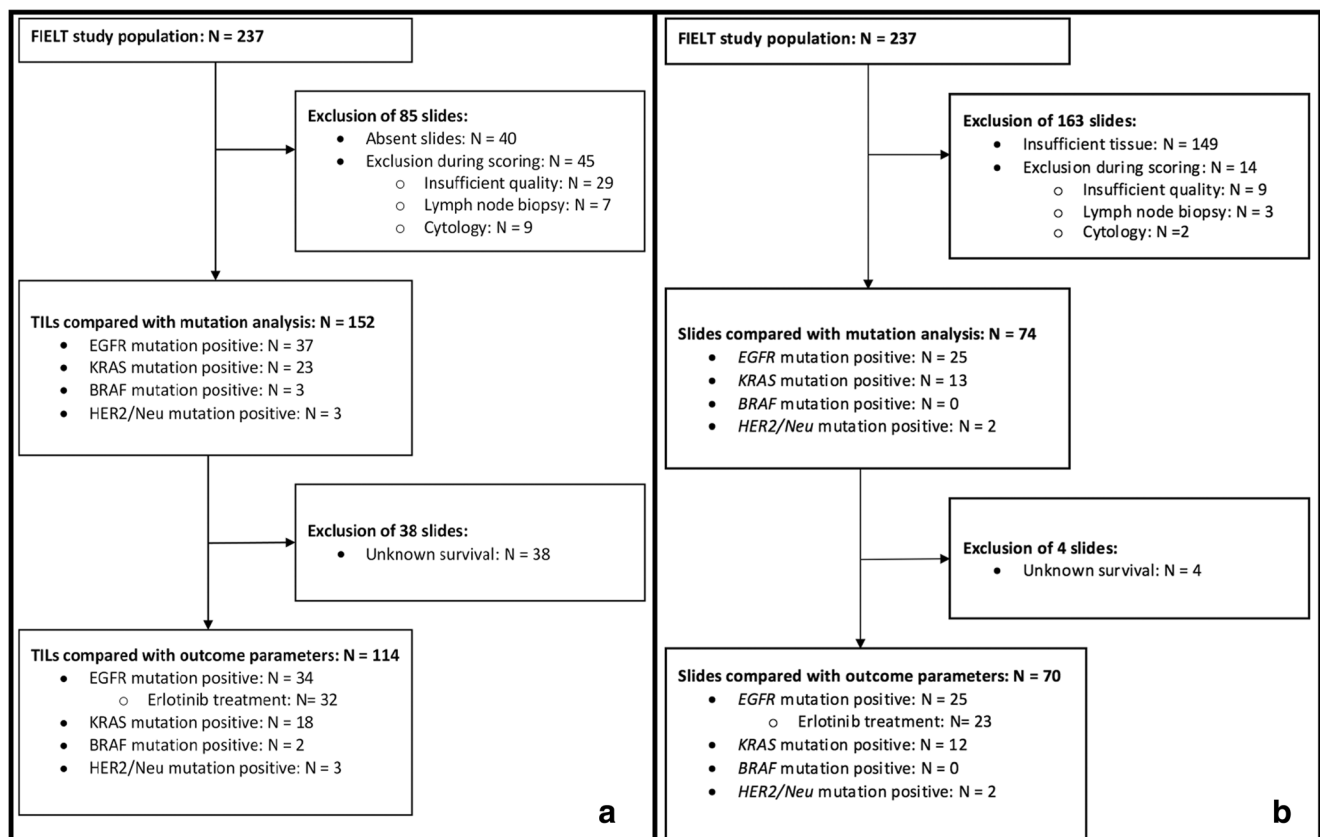 FIELT study population: N = 237
Exclusion of 85 slides:
• Absent slides: N = 40
• Exclusion during scoring: N = 45
○ Insufficient quality: N = 29
○ Lymph node biopsy: N = 7
○ Cytology: N = 9
TILs compared with mutation analysis: N = 152
• EGFR mutation positive: N = 37
• KRAS mutation positive: N = 23
• BRAF mutation positive: N = 3
• HER2/Neu mutation positive: N = 3
Exclusion of 38 slides:
• Unknown survival: N = 38
TILs compared with outcome parameters: N = 114
• EGFR mutation positive: N = 34
○ Erlotinib treatment: N= 32
• KRAS mutation positive: N = 18
• BRAF mutation positive: N = 2
• HER2/Neu mutation positive: N = 3
a
FIELT study population: N = 237
Exclusion of 163 slides:
• Insufficient tissue: N = 149
• Exclusion during scoring: N = 14
○ Insufficient quality: N = 9
○ Lymph node biopsy: N = 3
○ Cytology: N =2
Slides compared with mutation analysis: N = 74
• EGFR mutation positive: N = 25
• KRAS mutation positive: N = 13
• BRAF mutation positive: N = 0
• HER2/Neu mutation positive: N = 2
Exclusion of 4 slides:
• Unknown survival: N = 4
Slides compared with outcome parameters: N = 70
• EGFR mutation positive: N = 25
○ Erlotinib treatment: N= 23
• KRAS mutation positive: N = 12
• BRAF mutation positive: N = 0
• HER2/Neu mutation positive: N = 2
b